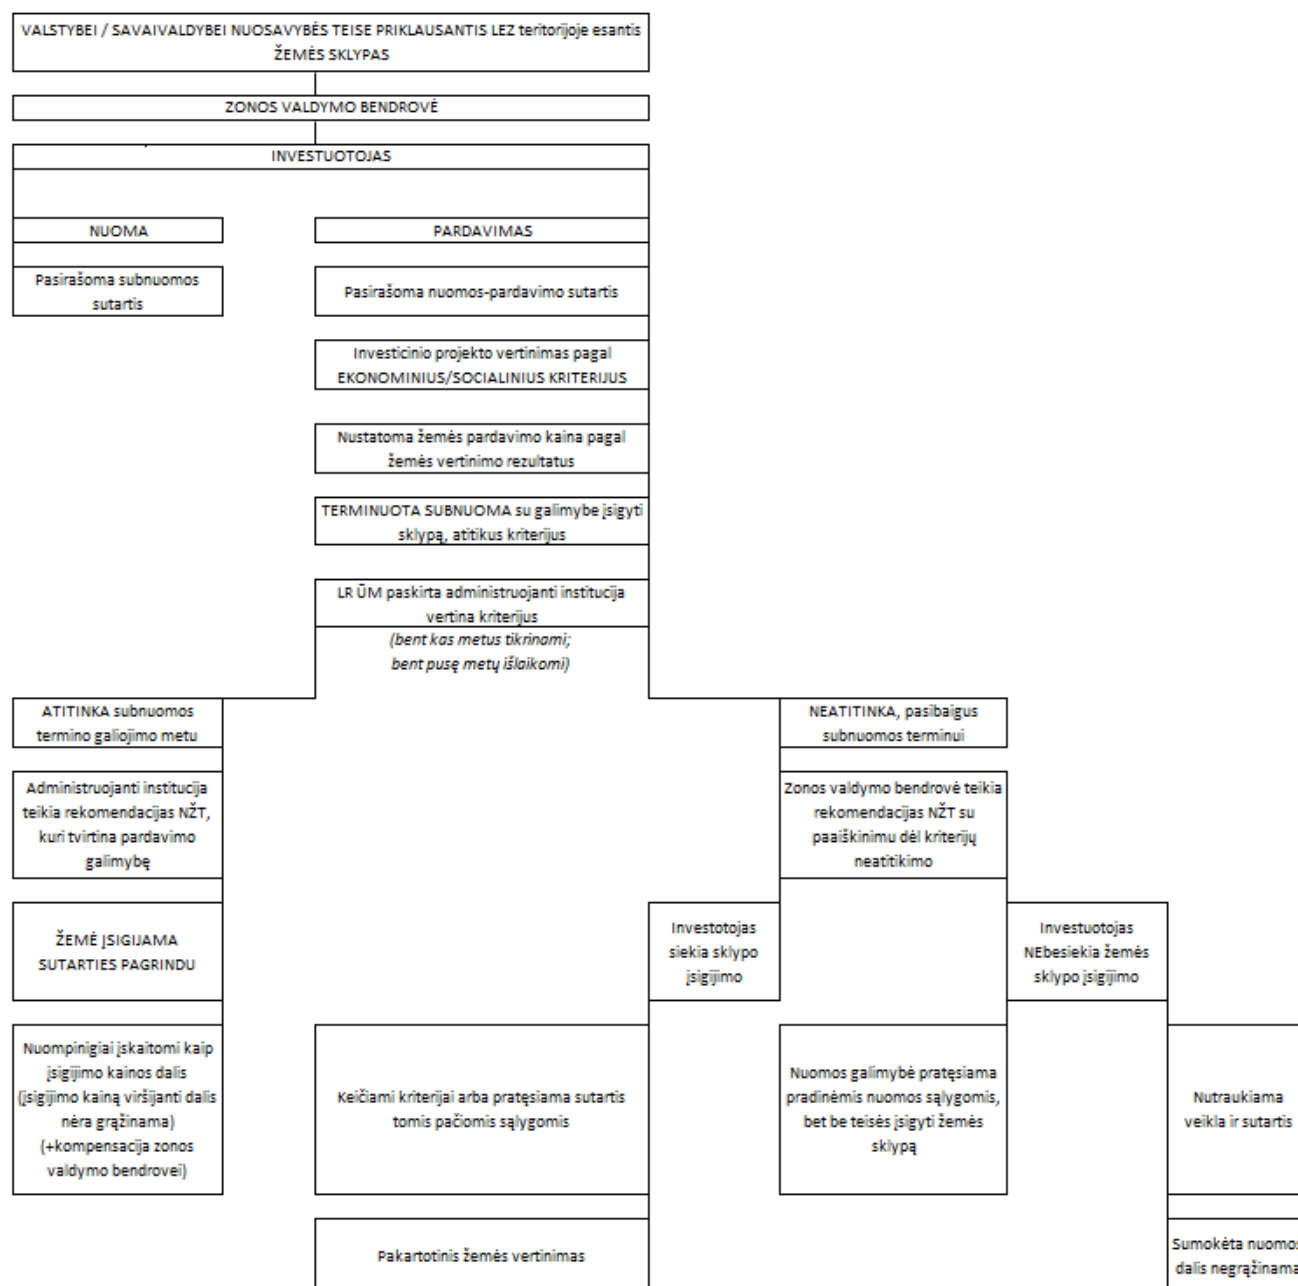 VALSTYBEI / SAVAIVALDYBEI NUOSAVYBĖS TEISE PRIKLAUSANTIS LEZ teritorijoje esantis
ŽEMĖS SKLYPAS
ZONOS VALDYMO BENDROVĖ
INVESTUOTOJAS
NUOMA
PARDAVIMAS
Pasirašoma subnuomos
sutartis
Pasirašoma nuomos-pardavimo sutartis
Investicinio projekto vertinimas pagal
EKONOMINIUS/SOCIALINIUS KRITERIJUS
Nustatoma žemės pardavimo kaina pagal
žemės vertinimo rezultatus
TERMINUOTA SUBNUOMA su galimybe įsigyti
sklypą, atitikus kriterijus
LR ŪM paskirta administruojanti institucija
vertina kriterijus
(bent kas metus tikrinami;
bent pusę metų išlaikomi)
ATITINKA subnuomos
termino galiojimo metu
NEATITINKA, pasibaigus
subnuomos terminui
Administruojanti institucija
teikia rekomendacijas NŽT,
kuri tvirtina pardavimo
galimybę
Zonos valdymo bendrovė teikia
rekomendacijas NŽT su
paaiškinimu dėl kriterijų
neatitikimo
ŽEMĖ ĮSIGIJAMA
SUTARTIES PAGRINDU
Investotojas
siekia sklypo
įsigijimo
Investuotojas
NEbesiekia žemės
sklypo įsigijimo
Nuompinigiai įskaitomi kaip
įsigijimo kainos dalis
(įsigijimo kainą viršijanti dalis
nėra grąžinama)
(+kompensacija zonos
valdymo bendrovei)
Keičiami kriterijai arba pratęsiama sutartis
tomis pačiomis sąlygomis
Nuomos galimybė pratęsiama
pradinėmis nuomos sąlygomis,
bet be teisės įsigyti žemės
sklypą
Nutraukiama
veikla ir sutartis
Pakartotinis žemės vertinimas
Sumokėta nuomos
dalis negrąžinama